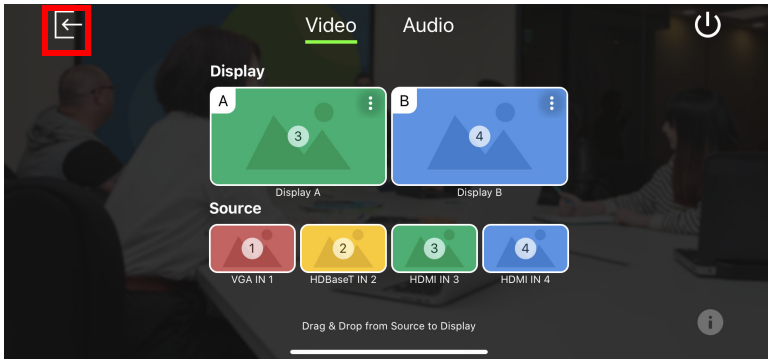 Video Audio
Display
A B
3 4
Display A Display B
Source
1 2 3 4
VGA IN 1 HDBaseT IN 2 HDMI IN 3 HDMI IN 4
Drag & Drop from Source to Display
i